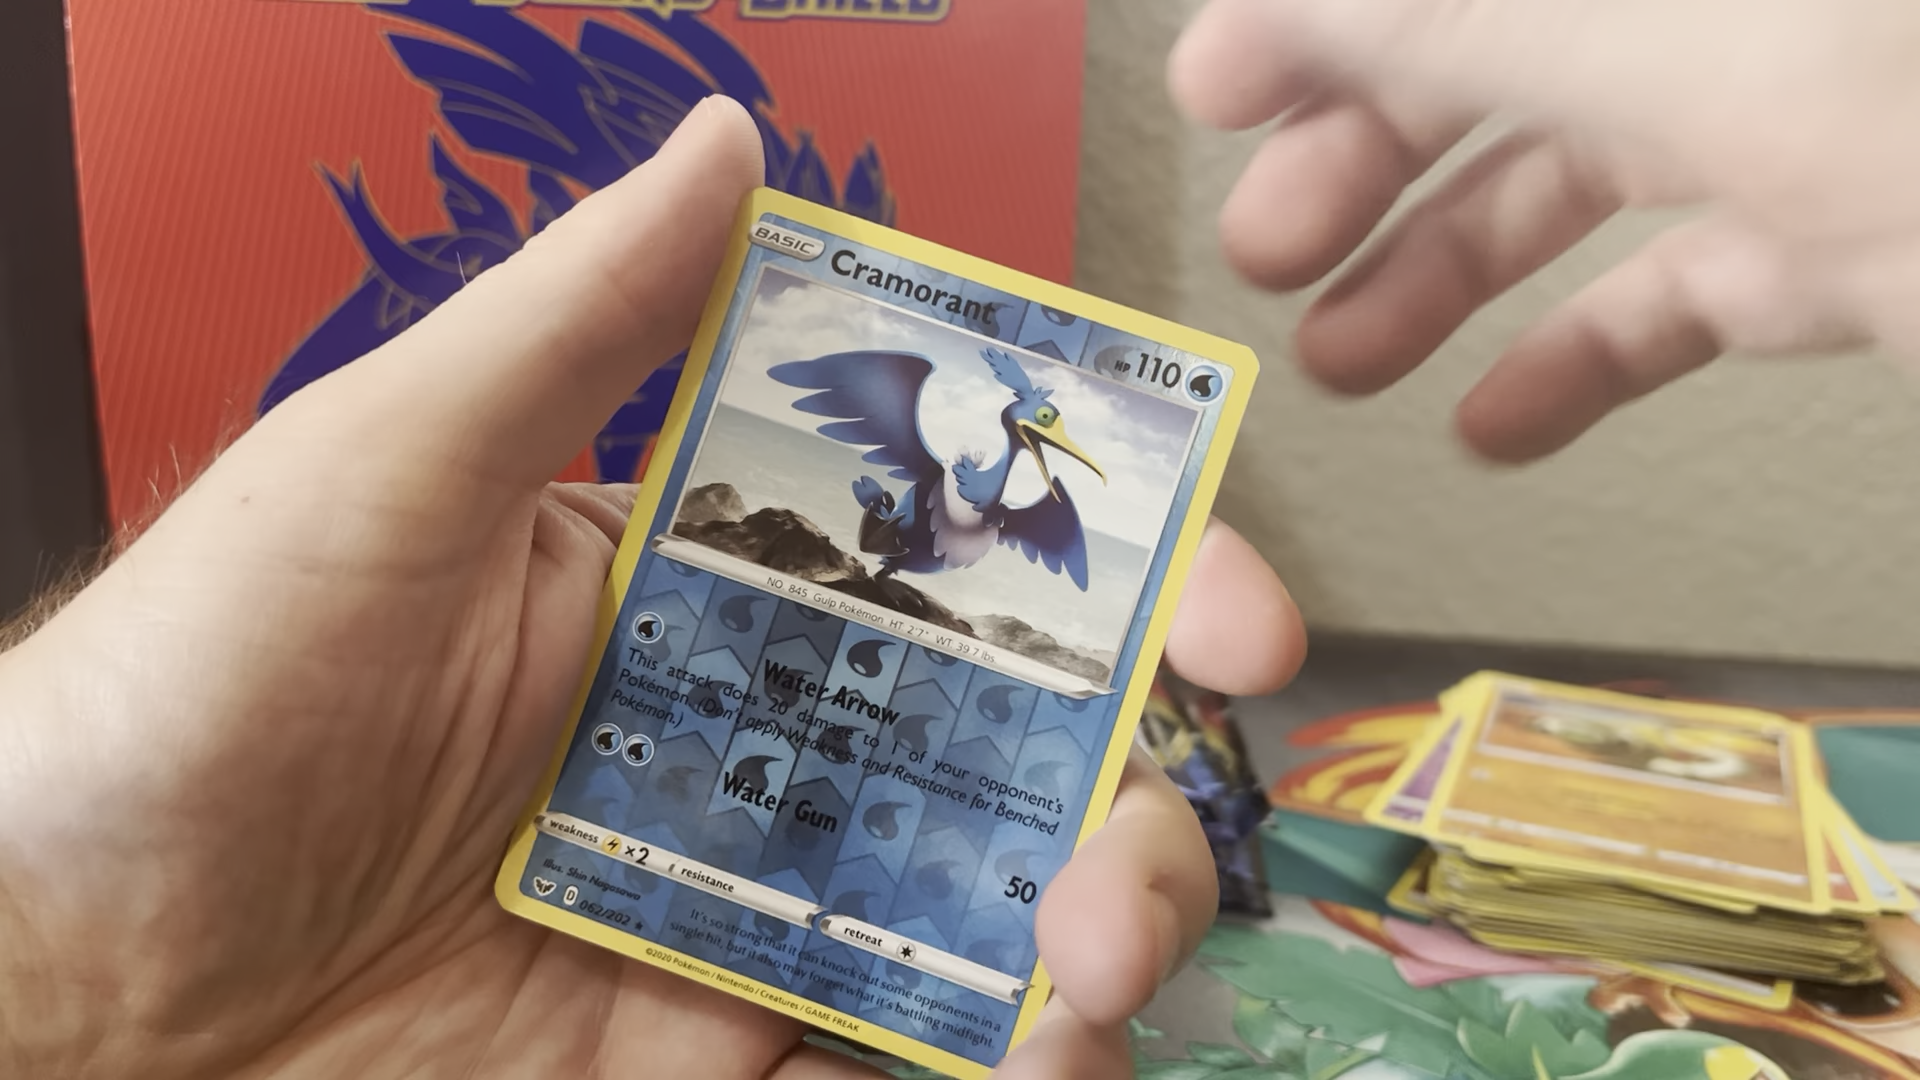 SHIELD
BASIC
Cramorant
HP 110
NO. 845 Gulp Pokémon HT 2'7" WT 39.7 lbs.
Water Arrow
This attack does 20 damage to 1 of your opponent's
Pokémon. (Don't apply Weakness and Resistance for Benched
Pokémon.)
Water Gun
50
weakness ×2 resistance
retreat
Illus. Shin Nagasawa
D 062/202 ★
It's so strong that it can knock out some opponents in a
single hit, but it also may forget what it's battling midfight.
©2020 Pokémon / Nintendo / Creatures / GAME FREAK